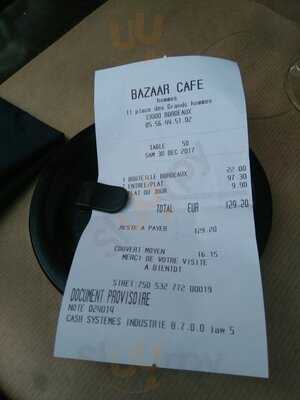 BAZAAR CAFE
hommes
11 place des Grands hommes
33000 BORDEAUX
05.56.44.51.02
TABLE 50
SAM 30 DEC 2017
1 BOUTEILLE BORDEAUX 22.00
ENTREE/PLAT 97.30
PLAT DU JOUR 9.90
TOTAL EUR 129.20
RESTE A PAYER 129.20
COUVERT MOYEN 16.15
MERCI DE VOTRE VISITE
A BIENTOT
SIRET:750 532 772 00019
DOCUMENT PROVISOIRE
NOTE 024014
CASH SYSTEMES INDUSTRIE 8.7.0.0 law 5